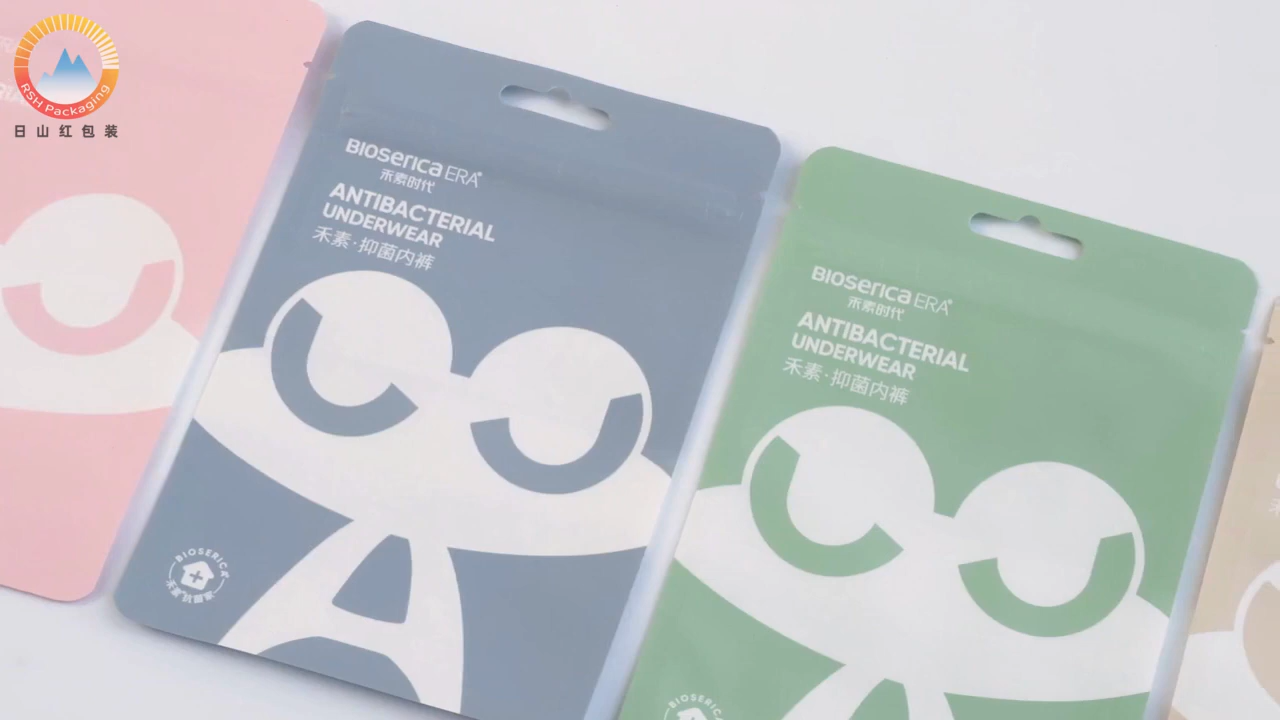 RSH Packaging
日山红包装
BIOserica ERA®
禾素时代
ANTIBACTERIAL
UNDERWEAR
禾素·抑菌内裤
BIOSERICA
BIOserica ERA®
禾素时代
ANTIBACTERIAL
UNDERWEAR
禾素·抑菌内裤
BIOSERICA